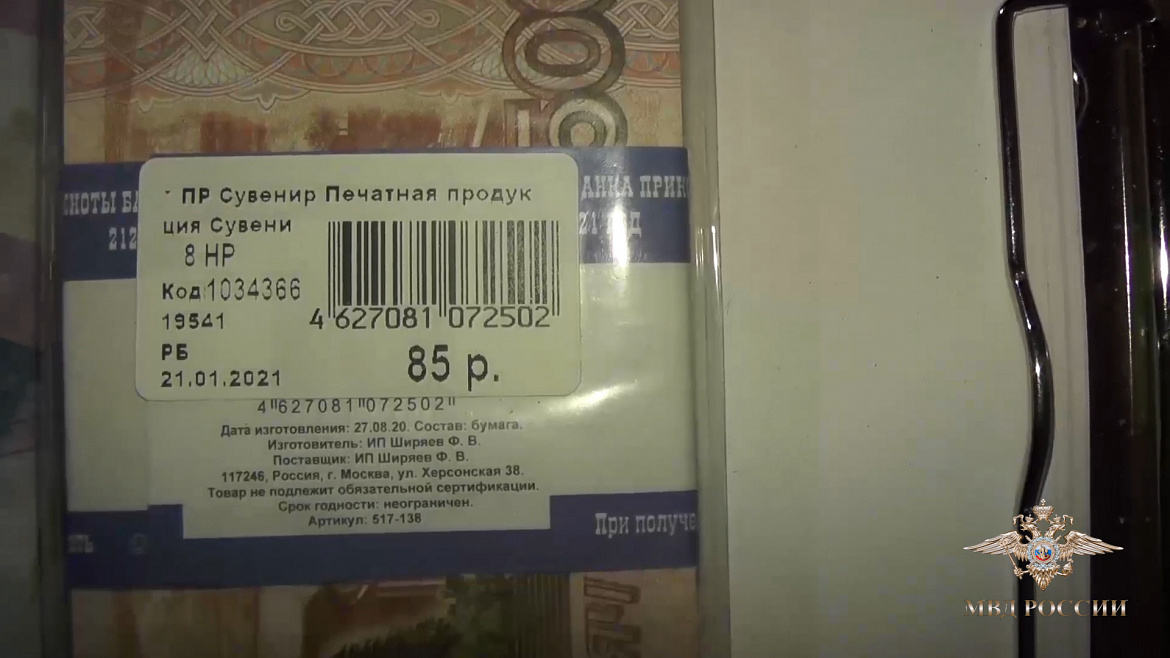 500
ПР Сувенир Печатная продук
ция Сувени
8 НР
Код:1034366
19541
4 627081 072502
РБ
21.01.2021
85 р.
4"627081"072502"
Дата изготовления: 27.08.20. Состав: бумага.
Изготовитель: ИП Ширяев Ф. В.
Поставщик: ИП Ширяев Ф. В.
117246, Россия, г. Москва, ул. Херсонская 38.
Товар не подлежит обязательной сертификации.
Срок годности: неограничен.
Артикул: 517-138
При получе
МВД РОССИИ